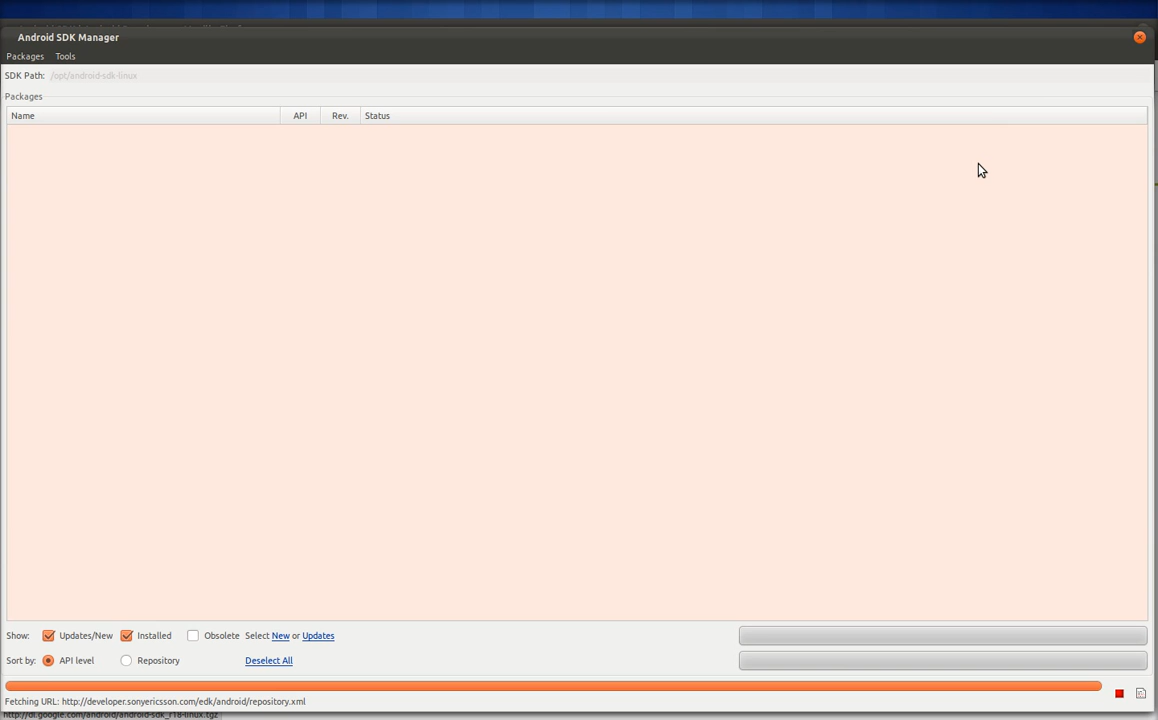 Android SDK Manager
Packages Tools
SDK Path: /opt/android-sdk-linux
Packages
Name API Rev. Status
Show: Updates/New Installed Obsolete Select New or Updates
Sort by: API level Repository Deselect All
Fetching URL: http://developer.sonyericsson.com/edk/android/repository.xml
http://dl.google.com/android/android-sdk_r18-linux.tgz